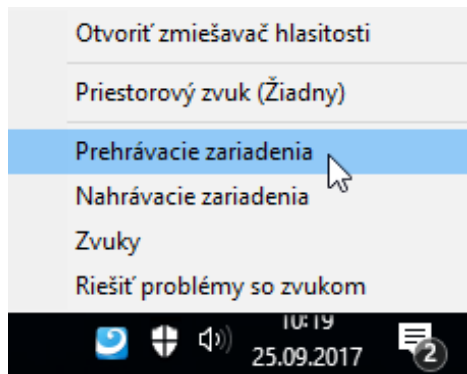 Otvoriť zmiešavač hlasitosti
Priestorový zvuk (Žiadny)
Prehrávacie zariadenia
Nahrávacie zariadenia
Zvuky
Riešiť problémy so zvukom
10:19
25.09.2017
2